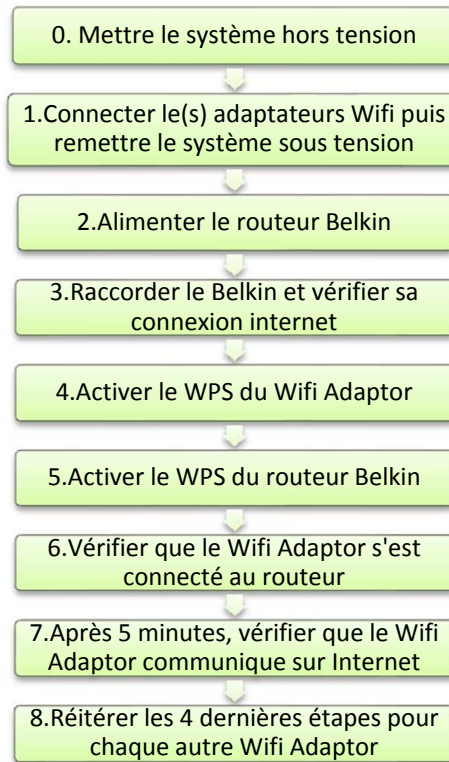 0. Mettre le système hors tension
1.Connecter le(s) adaptateurs Wifi puis
remettre le système sous tension
2.Alimenter le routeur Belkin
3.Raccorder le Belkin et vérifier sa
connexion internet
4.Activer le WPS du Wifi Adaptor
5.Activer le WPS du routeur Belkin
6.Vérifier que le Wifi Adaptor s'est
connecté au routeur
7.Après 5 minutes, vérifier que le Wifi
Adaptor communique sur Internet
8.Réitérer les 4 dernières étapes pour
chaque autre Wifi Adaptor